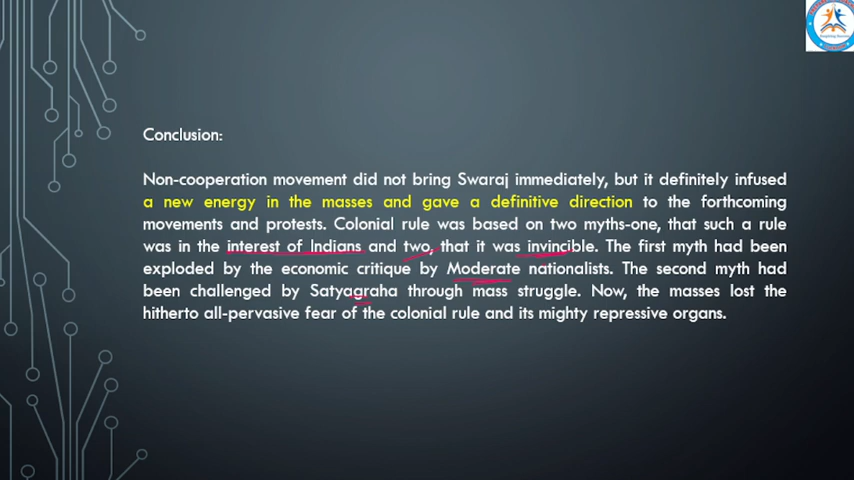 Conclusion:
Non-cooperation movement did not bring Swaraj immediately, but it definitely infused
a new energy in the masses and gave a definitive direction to the forthcoming
movements and protests. Colonial rule was based on two myths-one, that such a rule
was in the interest of Indians and two, that it was invincible. The first myth had been
exploded by the economic critique by Moderate nationalists. The second myth had
been challenged by Satyagraha through mass struggle. Now, the masses lost the
hitherto all-pervasive fear of the colonial rule and its mighty repressive organs.